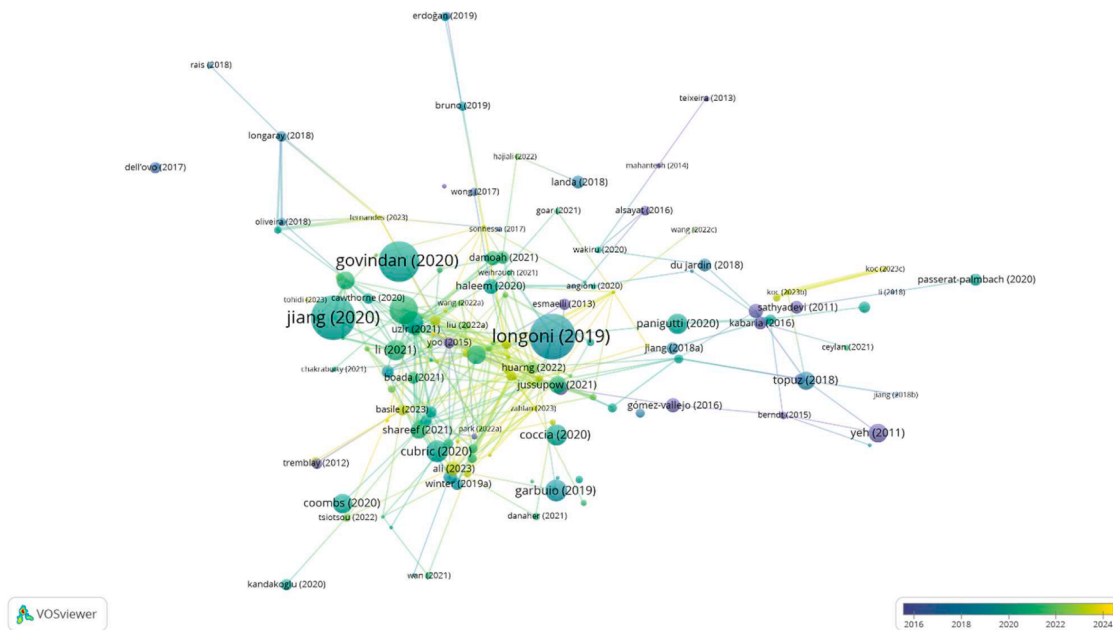 erdoğan (2019)
rais (2018)
bruno (2019)
teixeira (2013)
longaray (2018)
hajiali (2022)
mahantesh (2014)
dell'ovo (2017)
landa (2018)
wong (2017)
goar (2021)
alsayat (2016)
oliveira (2018)
fernandes (2023)
sonnessa (2017)
wang (2022c)
wakiru (2020)
govindan (2020)
damoah (2021)
du jardin (2018)
koc (2023c)
weihrauch (2021)
passerat-palmbach (2020)
haleem (2020)
angioni (2020)
koc (2023b)
li (2018)
tohidi (2023)
cawthorne (2020)
wang (2022a)
esmaeili (2013)
sathyadevi (2011)
jiang (2020)
uzir (2021)
liu (2022a)
longoni (2019)
panigutti (2020)
kabaria (2016)
yoo (2015)
li (2021)
jiang (2018a)
ceylan (2021)
chakraborty (2021)
huarng (2022)
boada (2021)
jussupow (2021)
topuz (2018)
jiang (2018b)
basile (2023)
zahlan (2023)
gómez-vallejo (2016)
berndt (2015)
shareef (2021)
park (2022a)
coccia (2020)
yeh (2011)
cubric (2020)
tremblay (2012)
ali (2023)
winter (2019a)
garbuio (2019)
coombs (2020)
tsiotsou (2022)
danaher (2021)
wan (2021)
kandakoglu (2020)
VOSviewer
2016 2018 2020 2022 2024